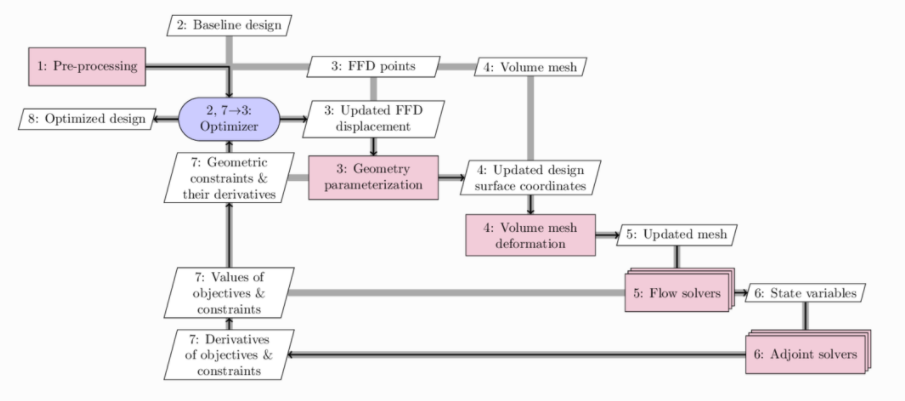 2: Baseline design
1: Pre-processing
3: FFD points
4: Volume mesh
8: Optimized design
2, 7→3:
Optimizer
3: Updated FFD
displacement
7: Geometric
constraints &
their derivatives
3: Geometry
parameterization
4: Updated design
surface coordinates
4: Volume mesh
deformation
5: Updated mesh
7: Values of
objectives &
constraints
5: Flow solvers
6: State variables
7: Derivatives
of objectives &
constraints
6: Adjoint solvers